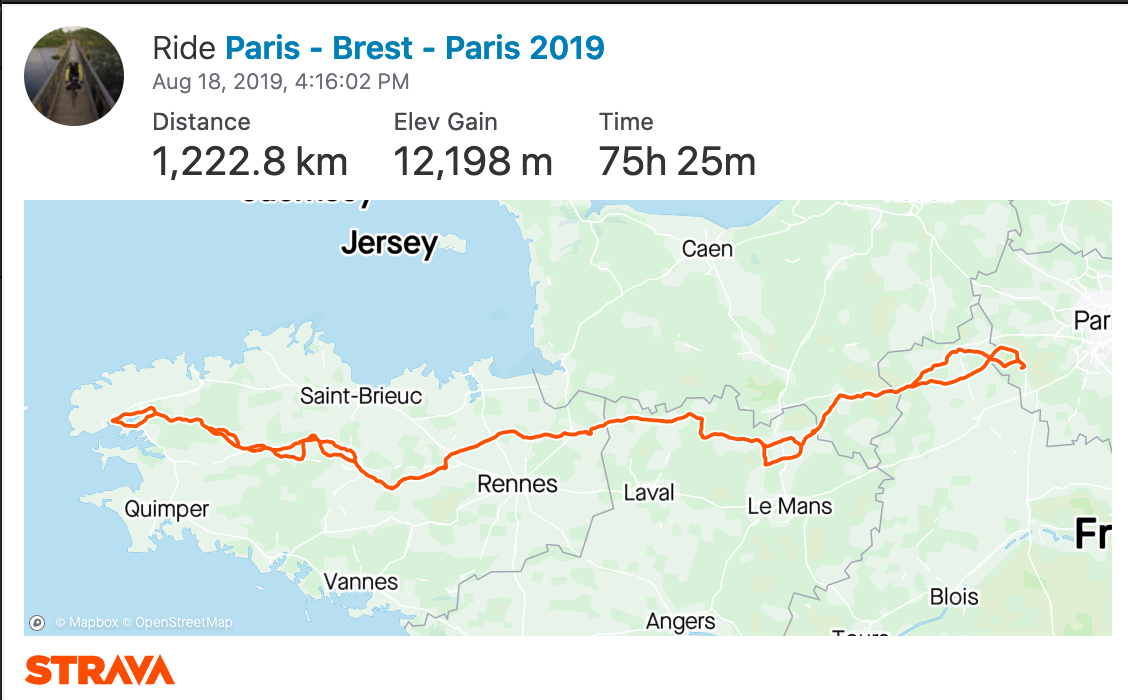 Ride Paris - Brest - Paris 2019
Aug 18, 2019, 4:16:02 PM
Distance Elev Gain Time
1,222.8 km 12,198 m 75h 25m
Jersey
Caen
Pari
Saint-Brieuc
Rennes
Laval
Le Mans
Quimper
Fr
Vannes
Blois
Angers
© Mapbox © OpenStreetMap
STRAVA